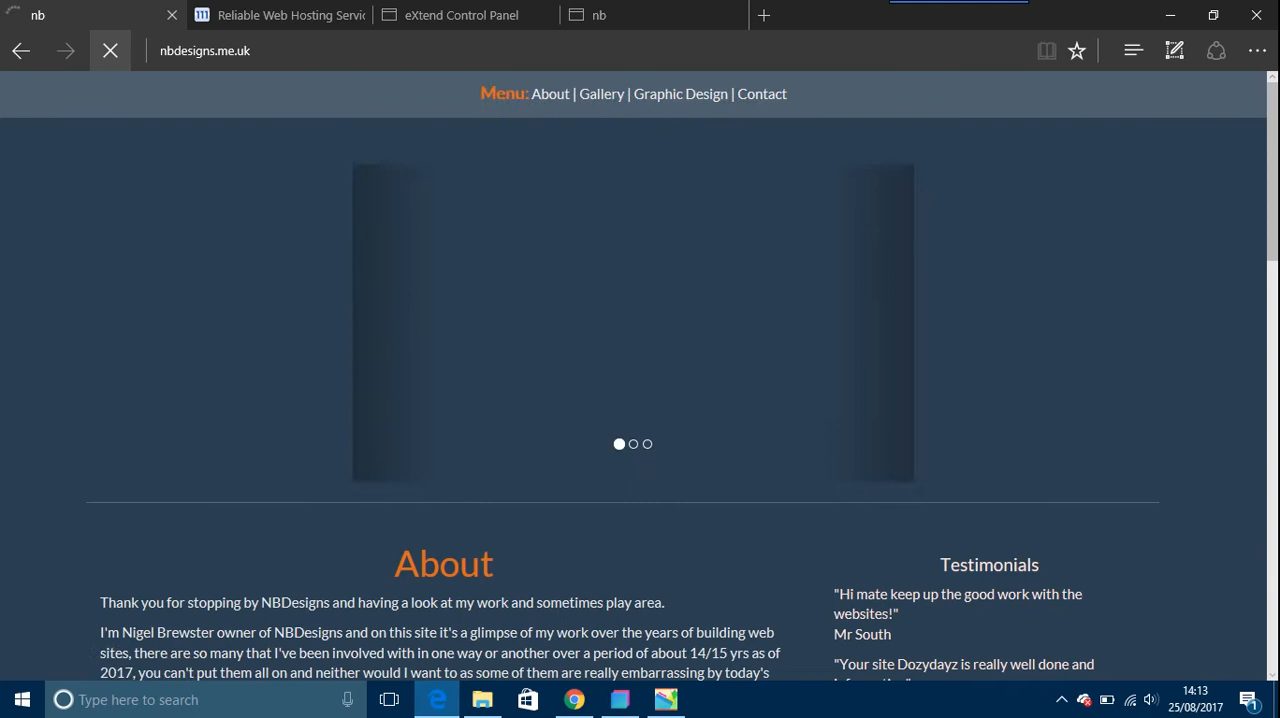 nb
Reliable Web Hosting Servic
eXtend Control Panel
nb
nbdesigns.me.uk
Menu: About | Gallery | Graphic Design | Contact
About
Thank you for stopping by NBDesigns and having a look at my work and sometimes play area.
I'm Nigel Brewster owner of NBDesigns and on this site it's a glimpse of my work over the years of building web
sites, there are so many that I've been involved with in one way or another over a period of about 14/15 yrs as of
2017, you can't put them all on and neither would I want to as some of them are really embarrassing by today's
Testimonials
"Hi mate keep up the good work with the
websites!"
Mr South
"Your site Dozydayz is really well done and
Type here to search
14:13
25/08/2017
1